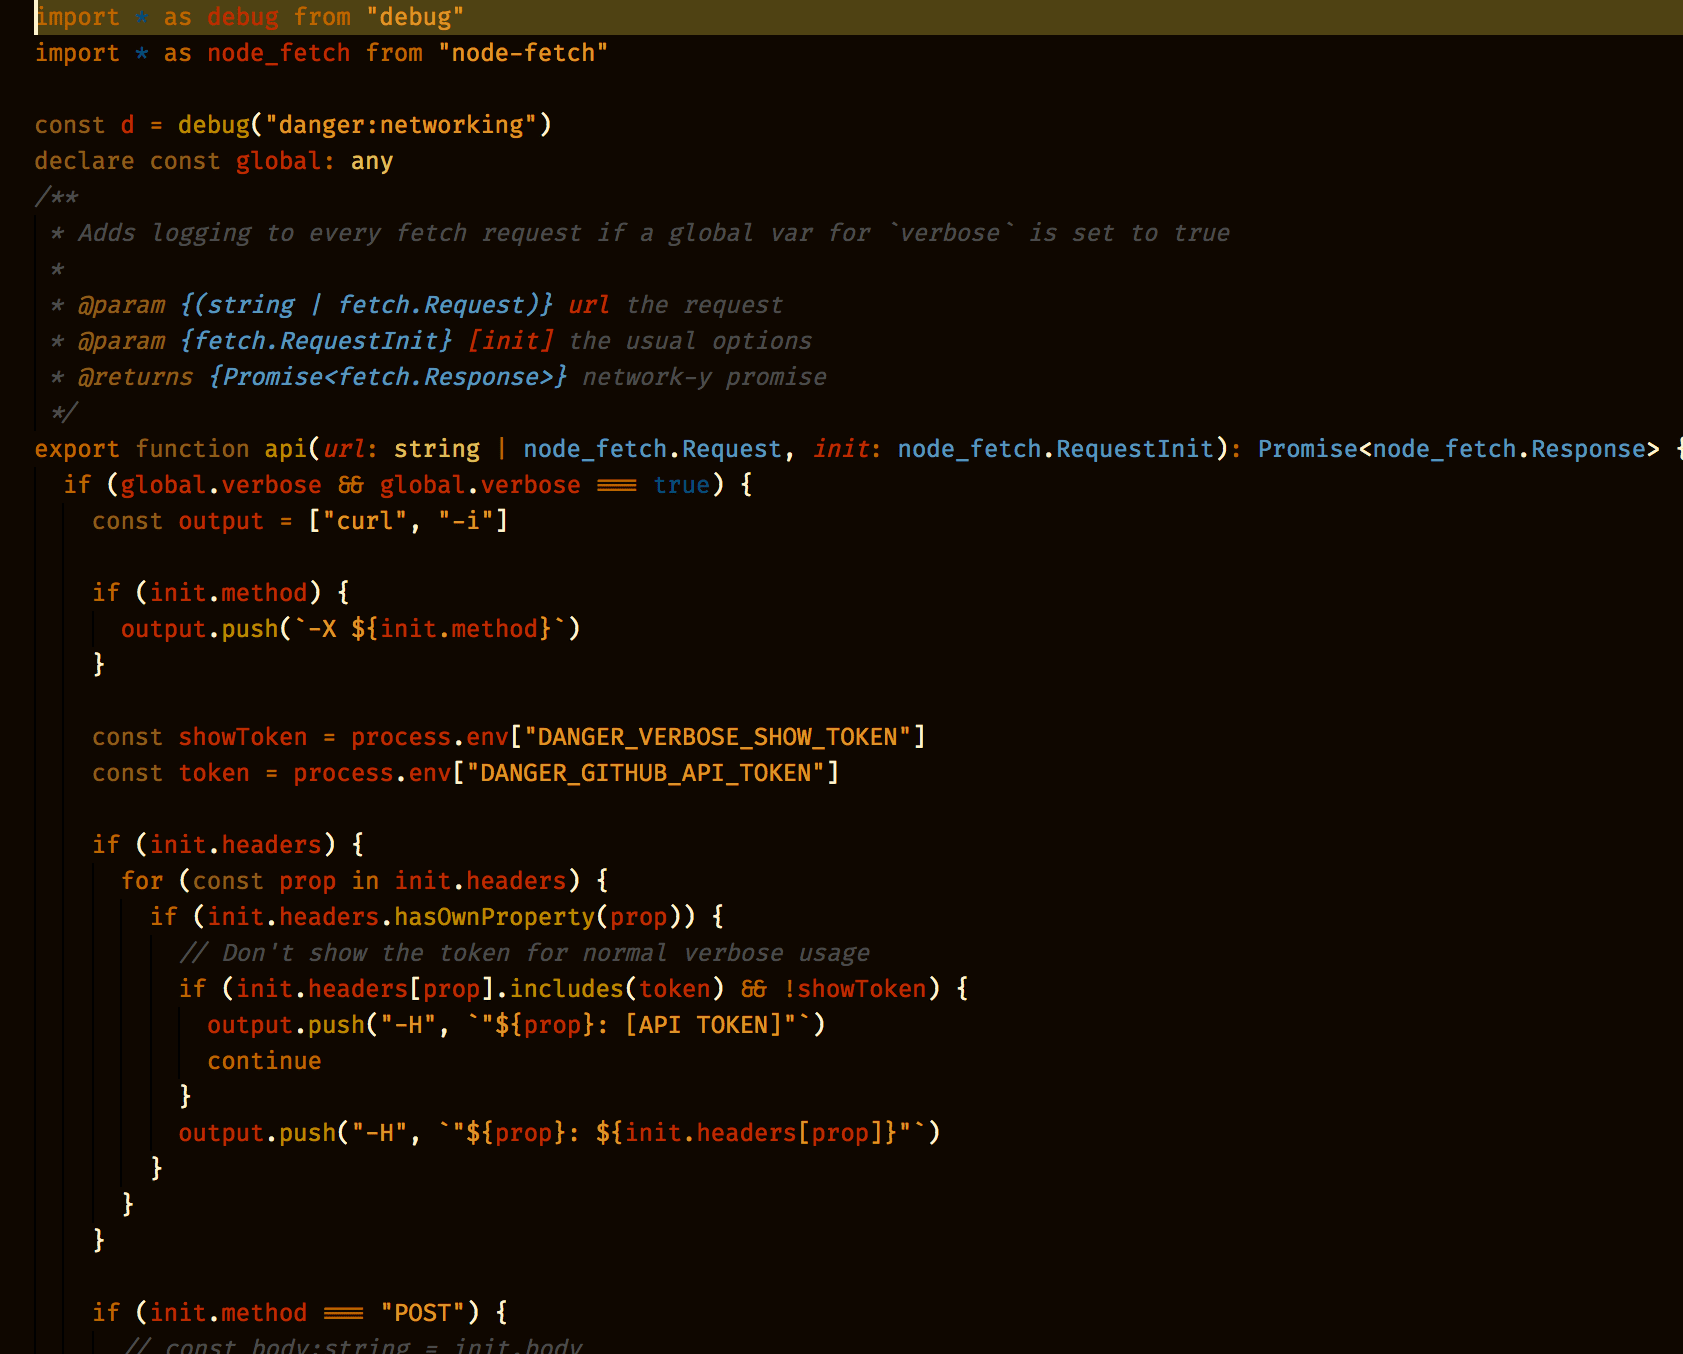 import * as debug from "debug"
import * as node_fetch from "node-fetch"

const d = debug("danger:networking")
declare const global: any
/**
 * Adds logging to every fetch request if a global var for `verbose` is set to true
 *
 * @param {(string | fetch.Request)} url the request
 * @param {fetch.RequestInit} [init] the usual options
 * @returns {Promise<fetch.Response>} network-y promise
 */
export function api(url: string | node_fetch.Request, init: node_fetch.RequestInit): Promise<node_fetch.Response> {
  if (global.verbose && global.verbose === true) {
    const output = ["curl", "-i"]

    if (init.method) {
      output.push(`-X ${init.method}`)
    }

    const showToken = process.env["DANGER_VERBOSE_SHOW_TOKEN"]
    const token = process.env["DANGER_GITHUB_API_TOKEN"]

    if (init.headers) {
      for (const prop in init.headers) {
        if (init.headers.hasOwnProperty(prop)) {
          // Don't show the token for normal verbose usage
          if (init.headers[prop].includes(token) && !showToken) {
            output.push("-H", `"${prop}: [API TOKEN]"`)
            continue
          }
          output.push("-H", `"${prop}: ${init.headers[prop]}"`)
        }
      }
    }

    if (init.method === "POST") {
      // const body:string = init.body